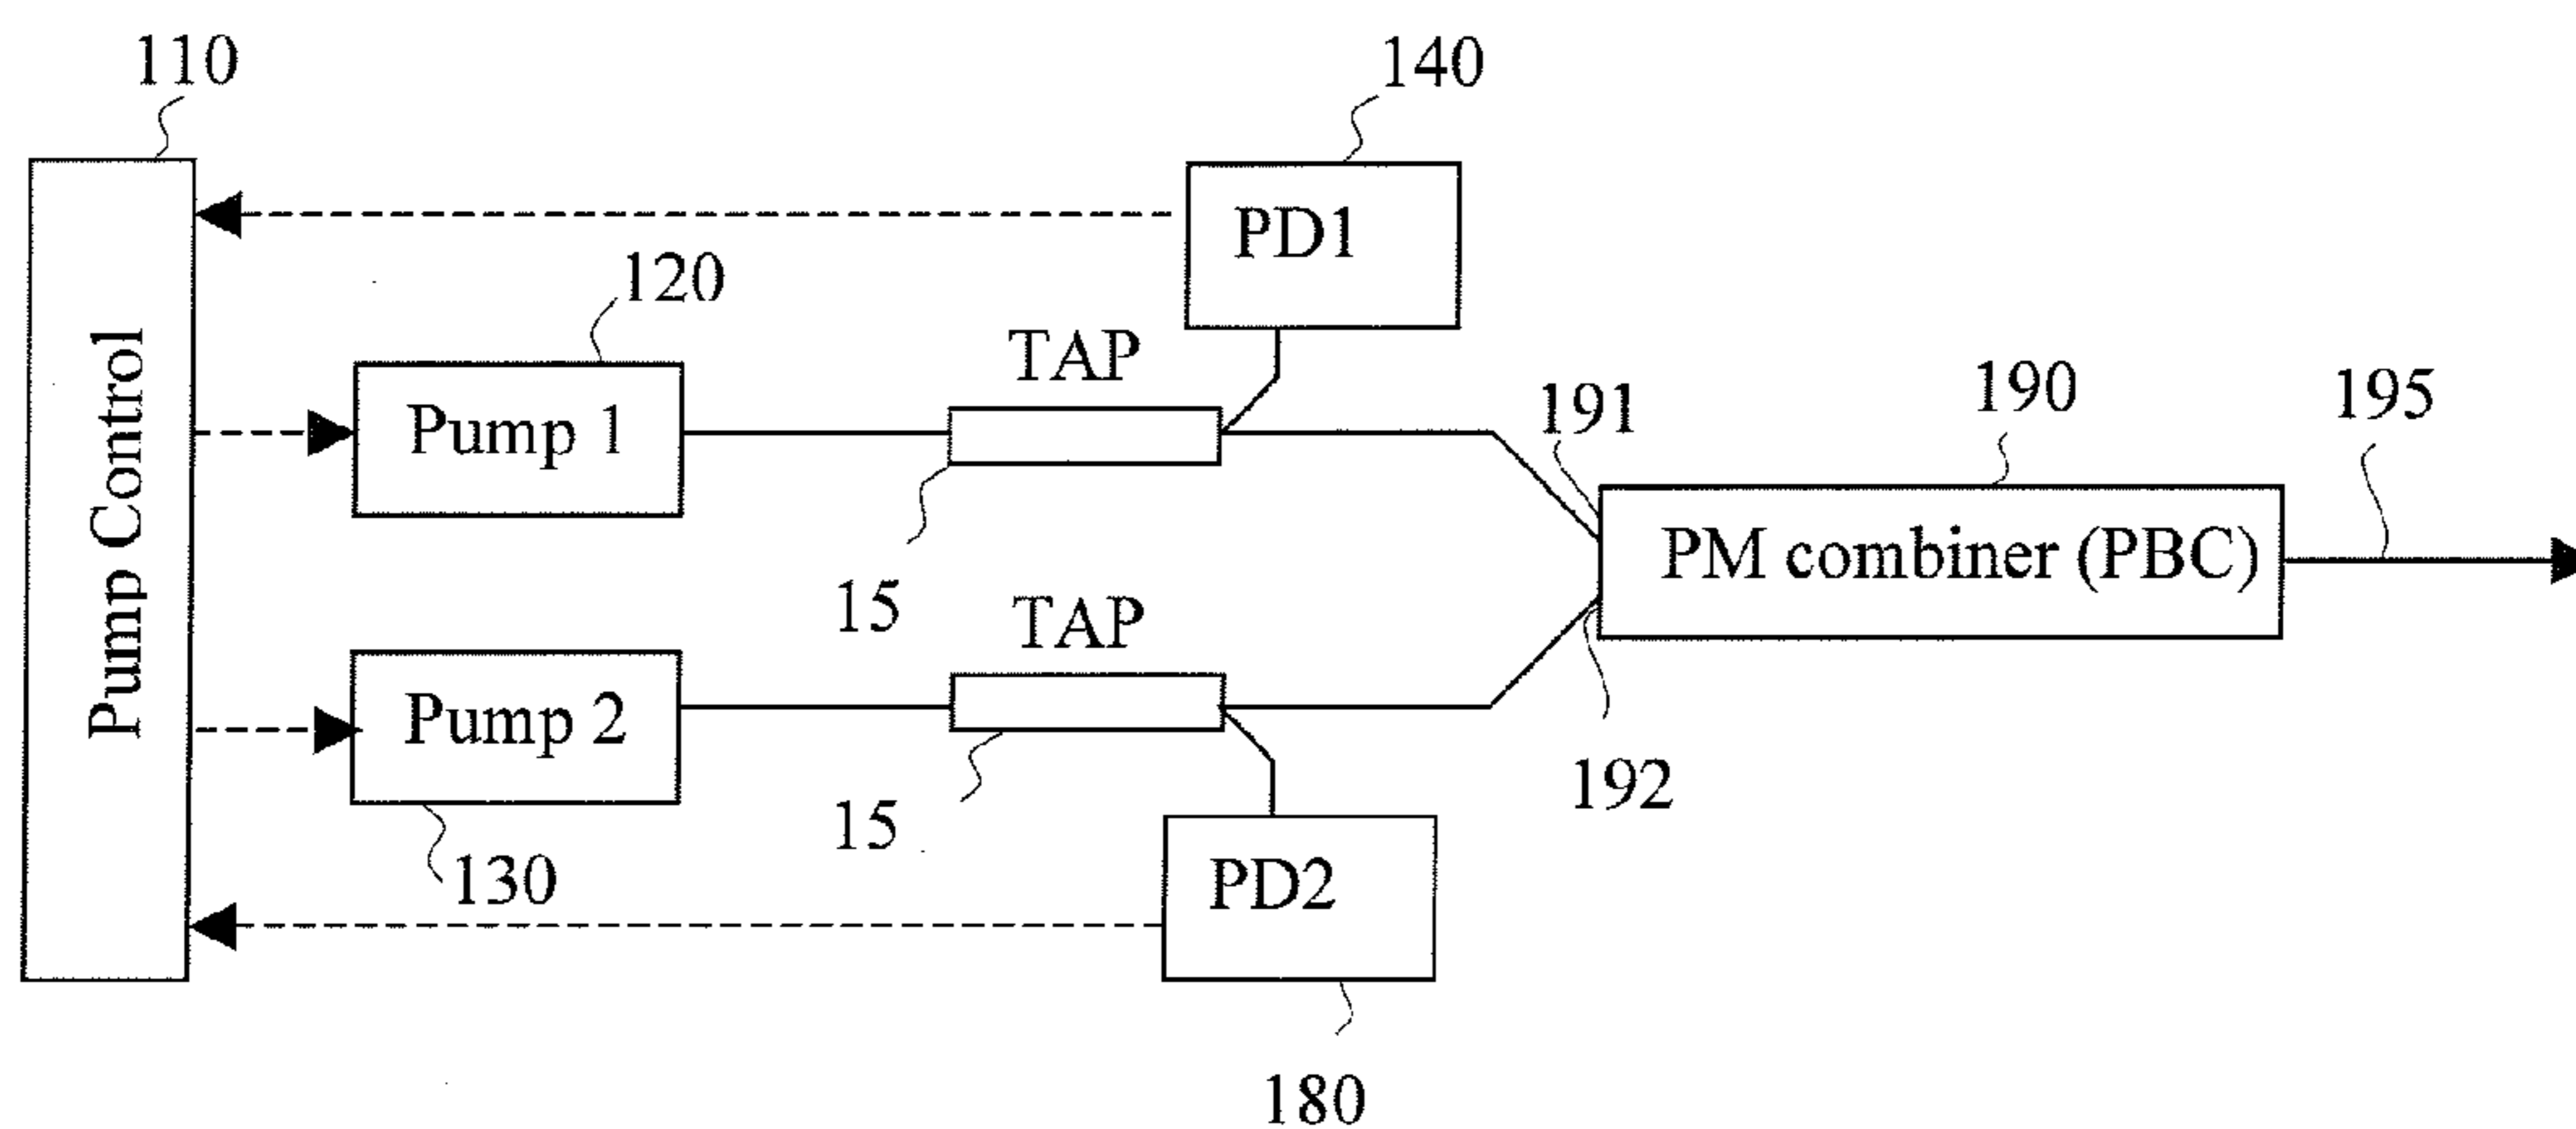 110
140
PD1
120
TAP
Pump Control
Pump 1
191
190
195
PM combiner (PBC)
15
TAP
Pump 2
192
15
130
PD2
180